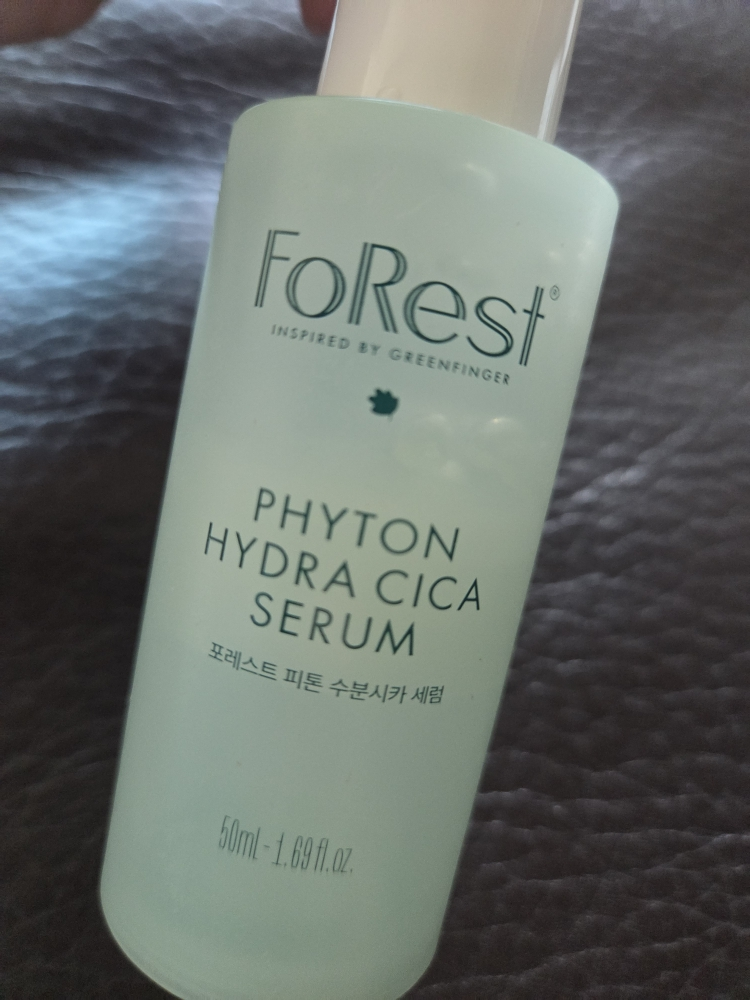 FoRest®
INSPIRED BY GREENFINGER
PHYTON
HYDRA CICA
SERUM
포레스트 피톤 수분시카 세럼
50mL - 1.69 fl.oz.